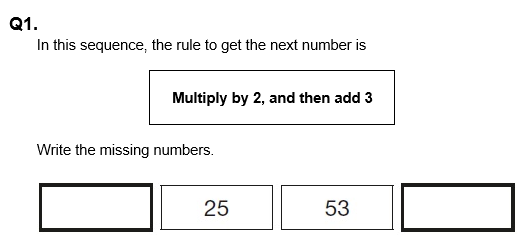 Q1.
In this sequence, the rule to get the next number is
Multiply by 2, and then add 3
Write the missing numbers.
25 53